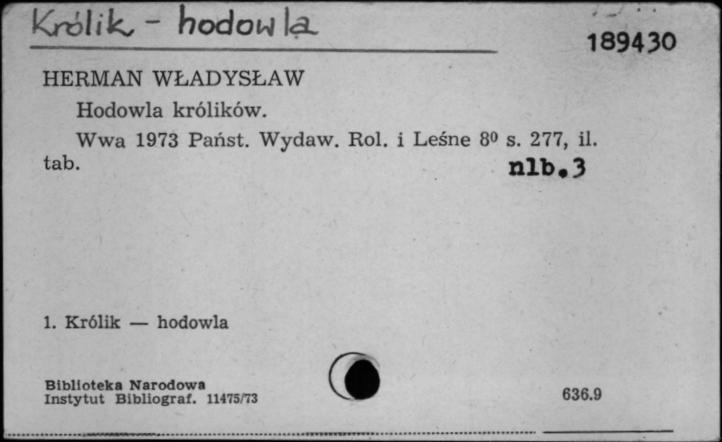 Królik - hodowla
189430
HERMAN WŁADYSŁAW
Hodowla królików.
Wwa 1973 Państ. Wydaw. Rol. i Leśne 8⁰ s. 277, il.
tab.
nlb.3
1. Królik — hodowla
Biblioteka Narodowa
Instytut Bibliograf. 11475/73
636.9